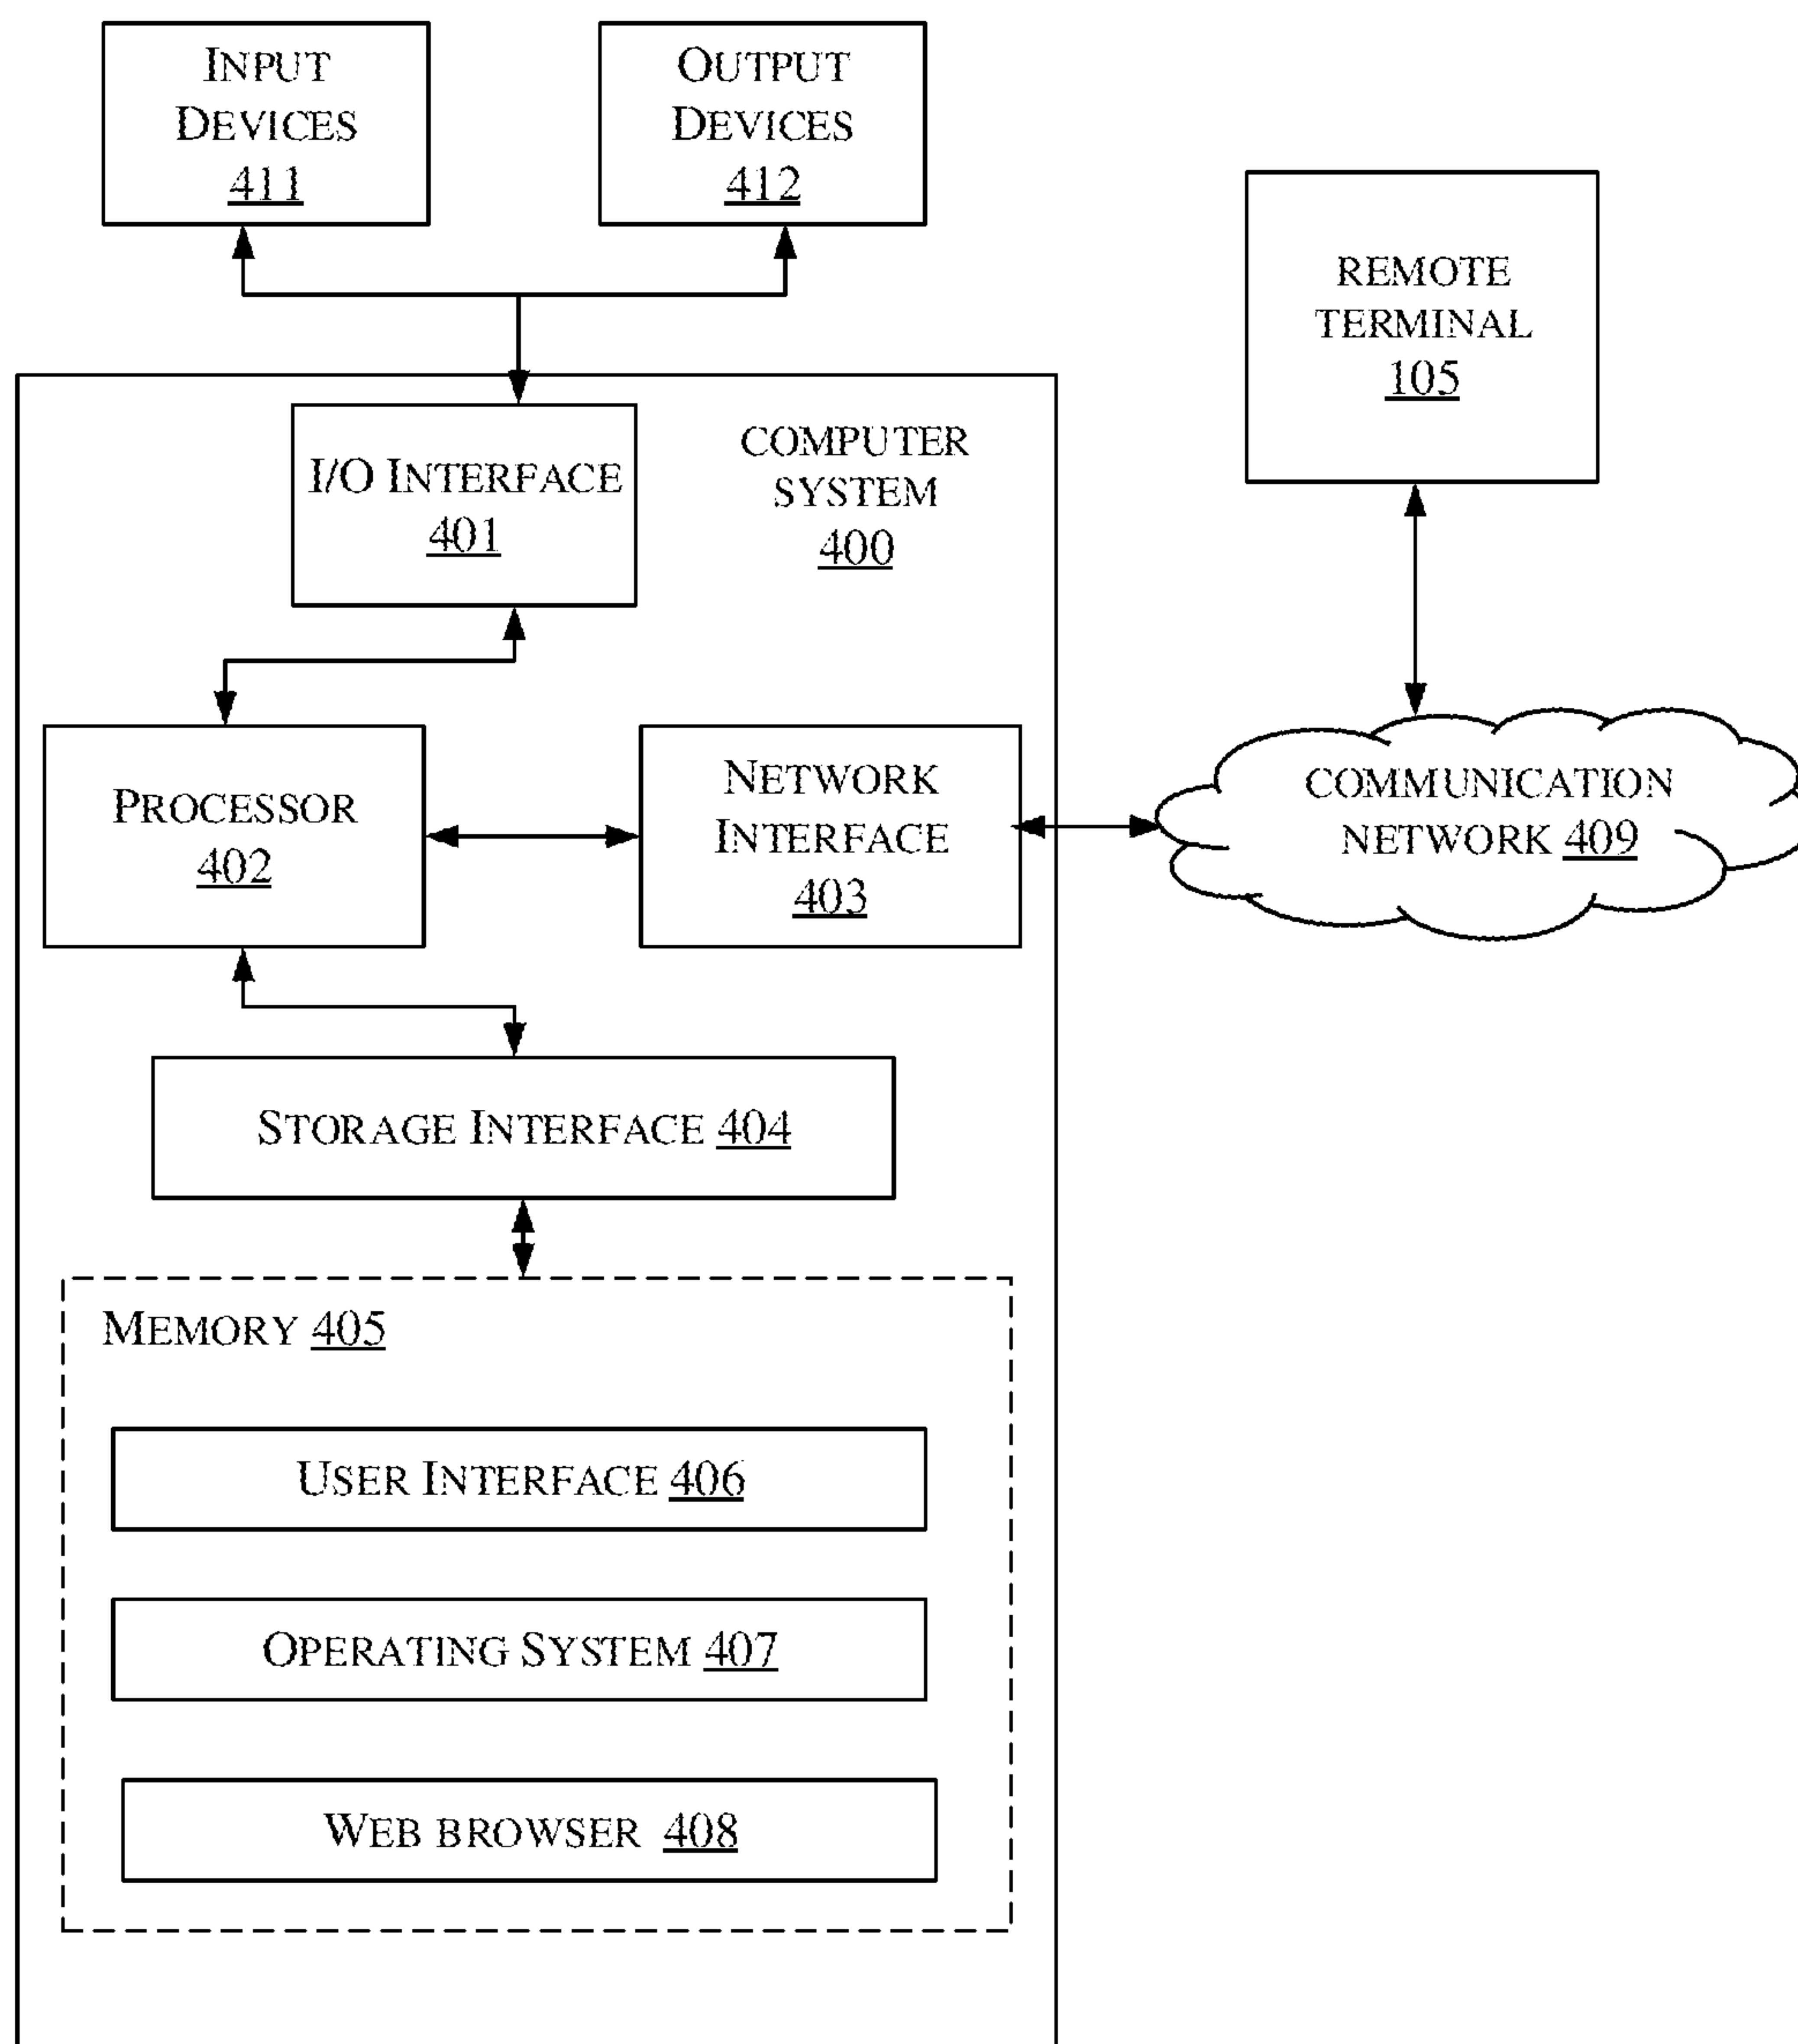 INPUT
DEVICES
411
OUTPUT
DEVICES
412
REMOTE
TERMINAL
105
COMPUTER
SYSTEM
400
I/O INTERFACE
401
PROCESSOR
402
NETWORK
INTERFACE
403
COMMUNICATION
NETWORK 409
STORAGE INTERFACE 404
MEMORY 405
USER INTERFACE 406
OPERATING SYSTEM 407
WEB BROWSER 408